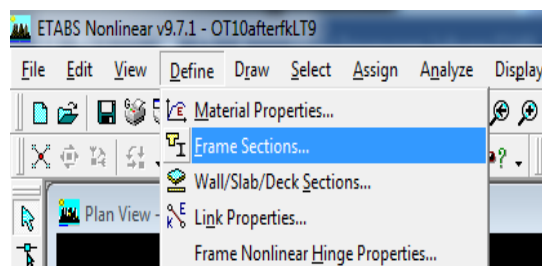 ETABS Nonlinear v9.7.1 - OT10afterfkLT9
File Edit View Define Draw Select Assign Analyze Display
Material Properties...
Frame Sections...
Wall/Slab/Deck Sections...
Plan View -
Link Properties...
Frame Nonlinear Hinge Properties...